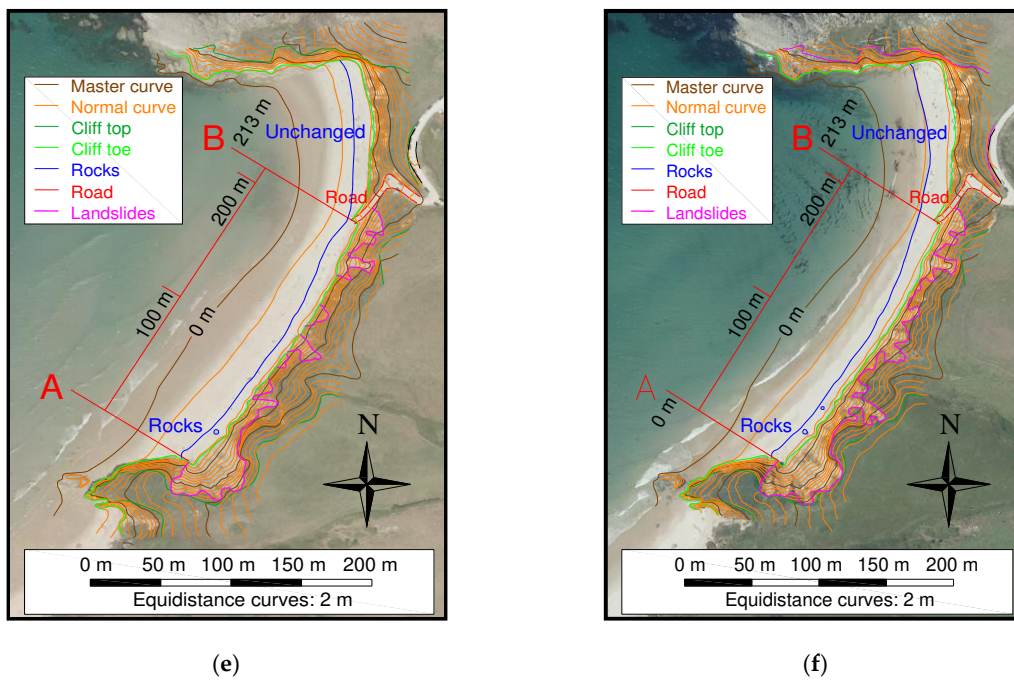 Master curve
Normal curve
Cliff top
Cliff toe
Rocks
Road
Landslides
B
213 m
Unchanged
200 m
Road
100 m
0 m
A
Rocks
N
0 m 50 m 100 m 150 m 200 m
Equidistance curves: 2 m
(e)
Master curve
Normal curve
Cliff top
Cliff toe
Rocks
Road
Landslides
B
213 m
Unchanged
200 m
Road
100 m
0 m
A
0 m
Rocks
N
0 m 50 m 100 m 150 m 200 m
Equidistance curves: 2 m
(f)